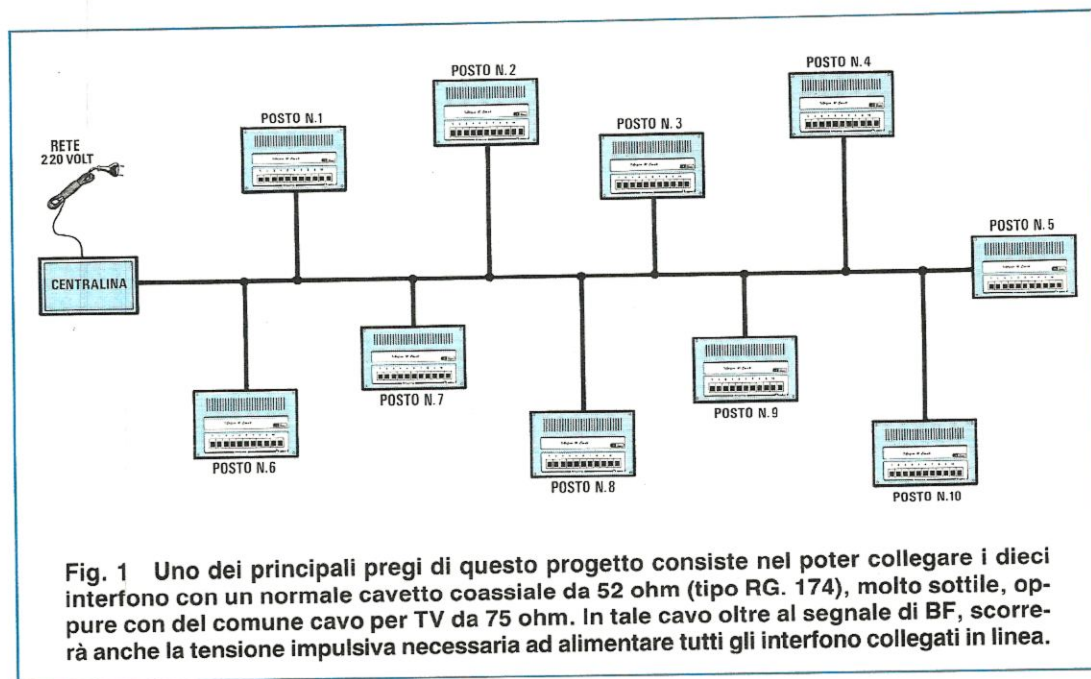 POSTO N.1
POSTO N.2
POSTO N.3
POSTO N.4
POSTO N.5
RETE
220 VOLT
CENTRALINA
POSTO N.6
POSTO N.7
POSTO N.8
POSTO N.9
POSTO N.10
Fig. 1 Uno dei principali pregi di questo progetto consiste nel poter collegare i dieci
interfono con un normale cavetto coassiale da 52 ohm (tipo RG. 174), molto sottile, op-
pure con del comune cavo per TV da 75 ohm. In tale cavo oltre al segnale di BF, scorre-
rà anche la tensione impulsiva necessaria ad alimentare tutti gli interfono collegati in linea.